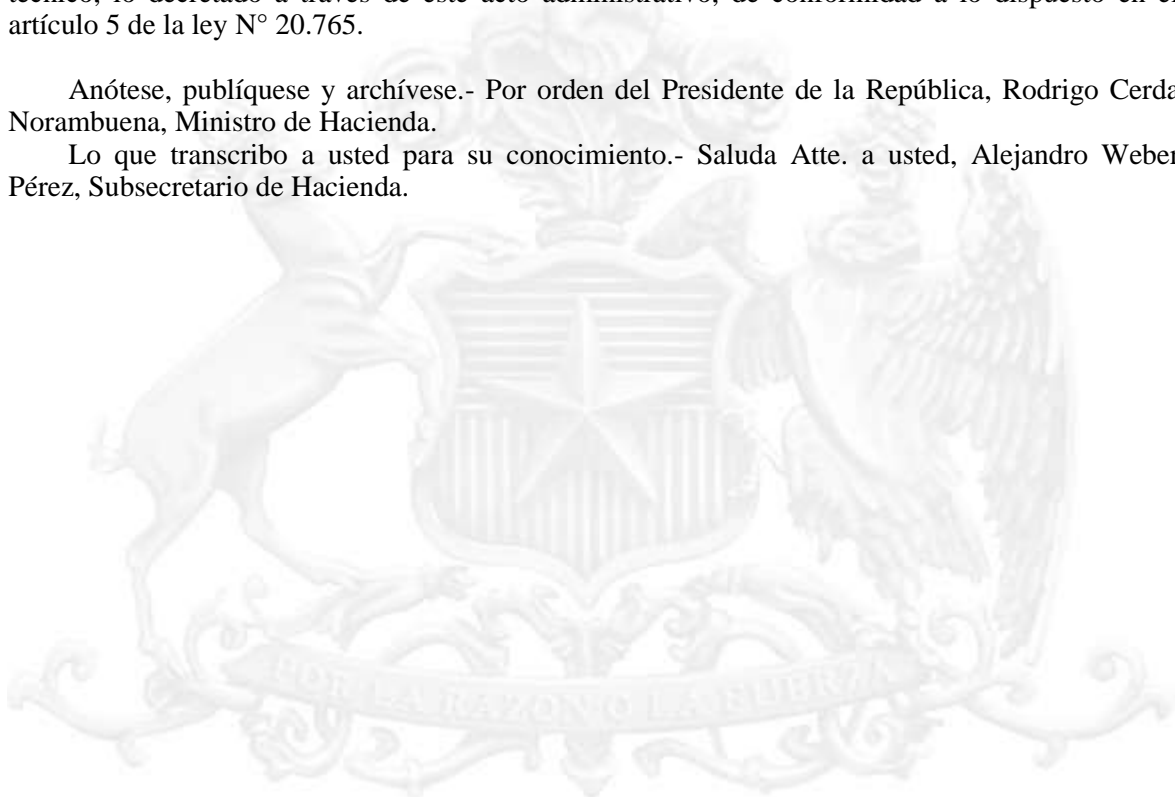 técnico, lo decretado a través de este acto administrativo, de conformidad a lo dispuesto en el
artículo 5 de la ley N° 20.765.
Anótese, publíquese y archívese.- Por orden del Presidente de la República, Rodrigo Cerda
Norambuena, Ministro de Hacienda.
Lo que transcribo a usted para su conocimiento.- Saluda Atte. a usted, Alejandro Weber
Pérez, Subsecretario de Hacienda.
POR LA RAZON O LA FUERZA